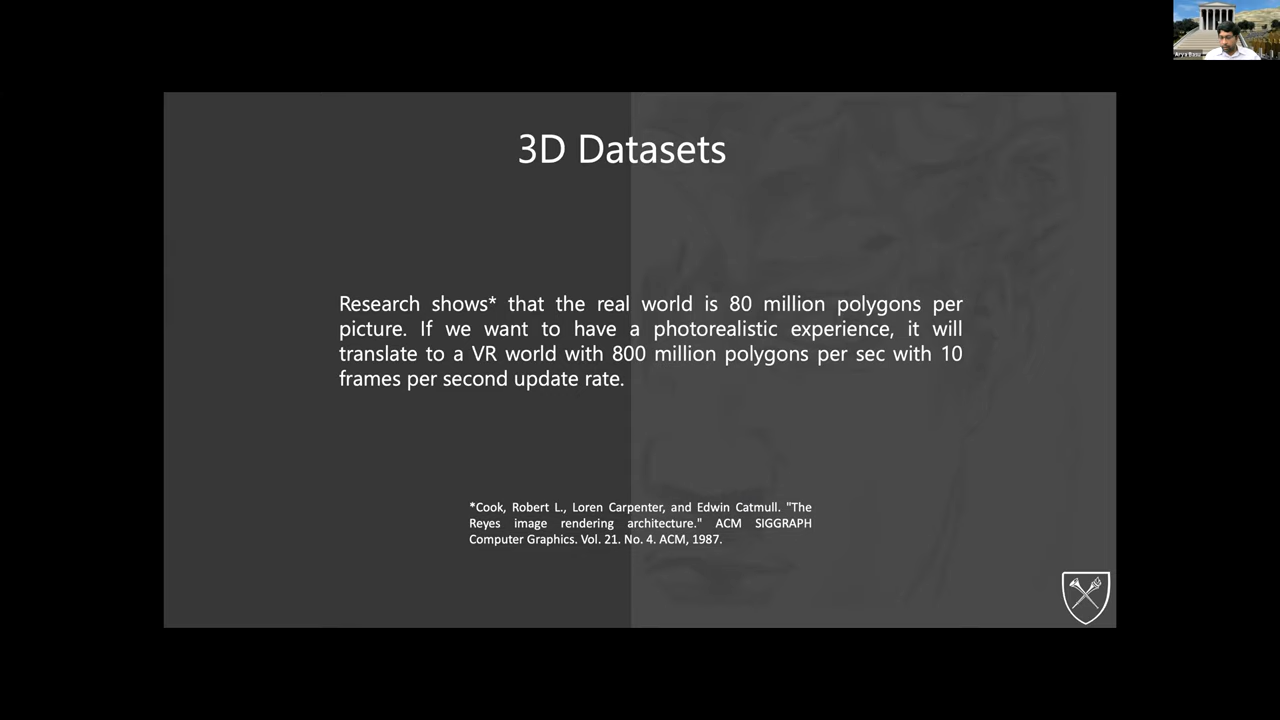 3D Datasets
Research shows* that the real world is 80 million polygons per
picture. If we want to have a photorealistic experience, it will
translate to a VR world with 800 million polygons per sec with 10
frames per second update rate.
*Cook, Robert L., Loren Carpenter, and Edwin Catmull. "The
Reyes image rendering architecture." ACM SIGGRAPH
Computer Graphics. Vol. 21. No. 4. ACM, 1987.